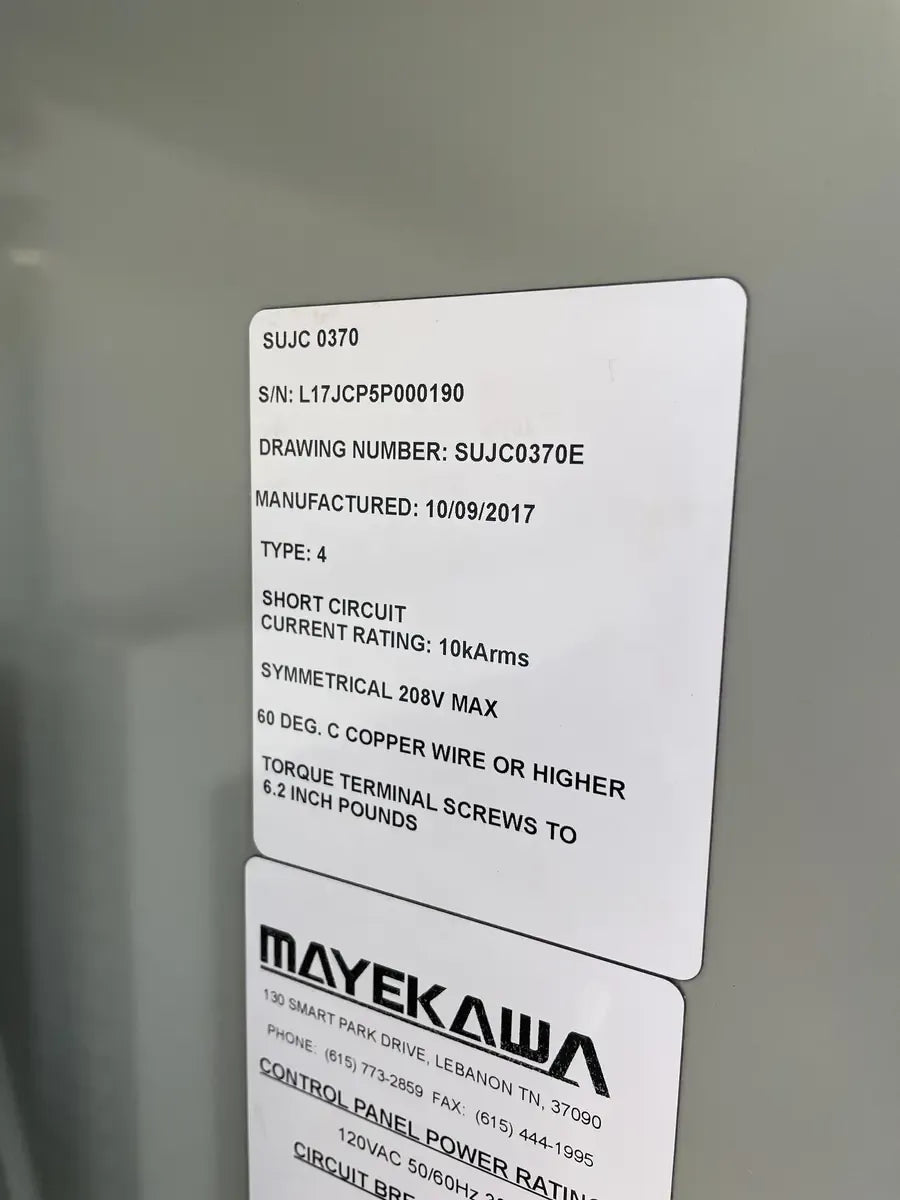 SUJC 0370
S/N: L17JCP5P000190
DRAWING NUMBER: SUJC0370E
MANUFACTURED: 10/09/2017
TYPE: 4
SHORT CIRCUIT
CURRENT RATING: 10kArms
SYMMETRICAL 208V MAX
60 DEG. C COPPER WIRE OR HIGHER
TORQUE TERMINAL SCREWS TO
6.2 INCH POUNDS
MAYEKAWA
130 SMART PARK DRIVE, LEBANON TN, 37090
PHONE: (615) 773-2859 FAX: (615) 444-1995
CONTROL PANEL POWER
120VAC 50/60Hz
CIRCUIT